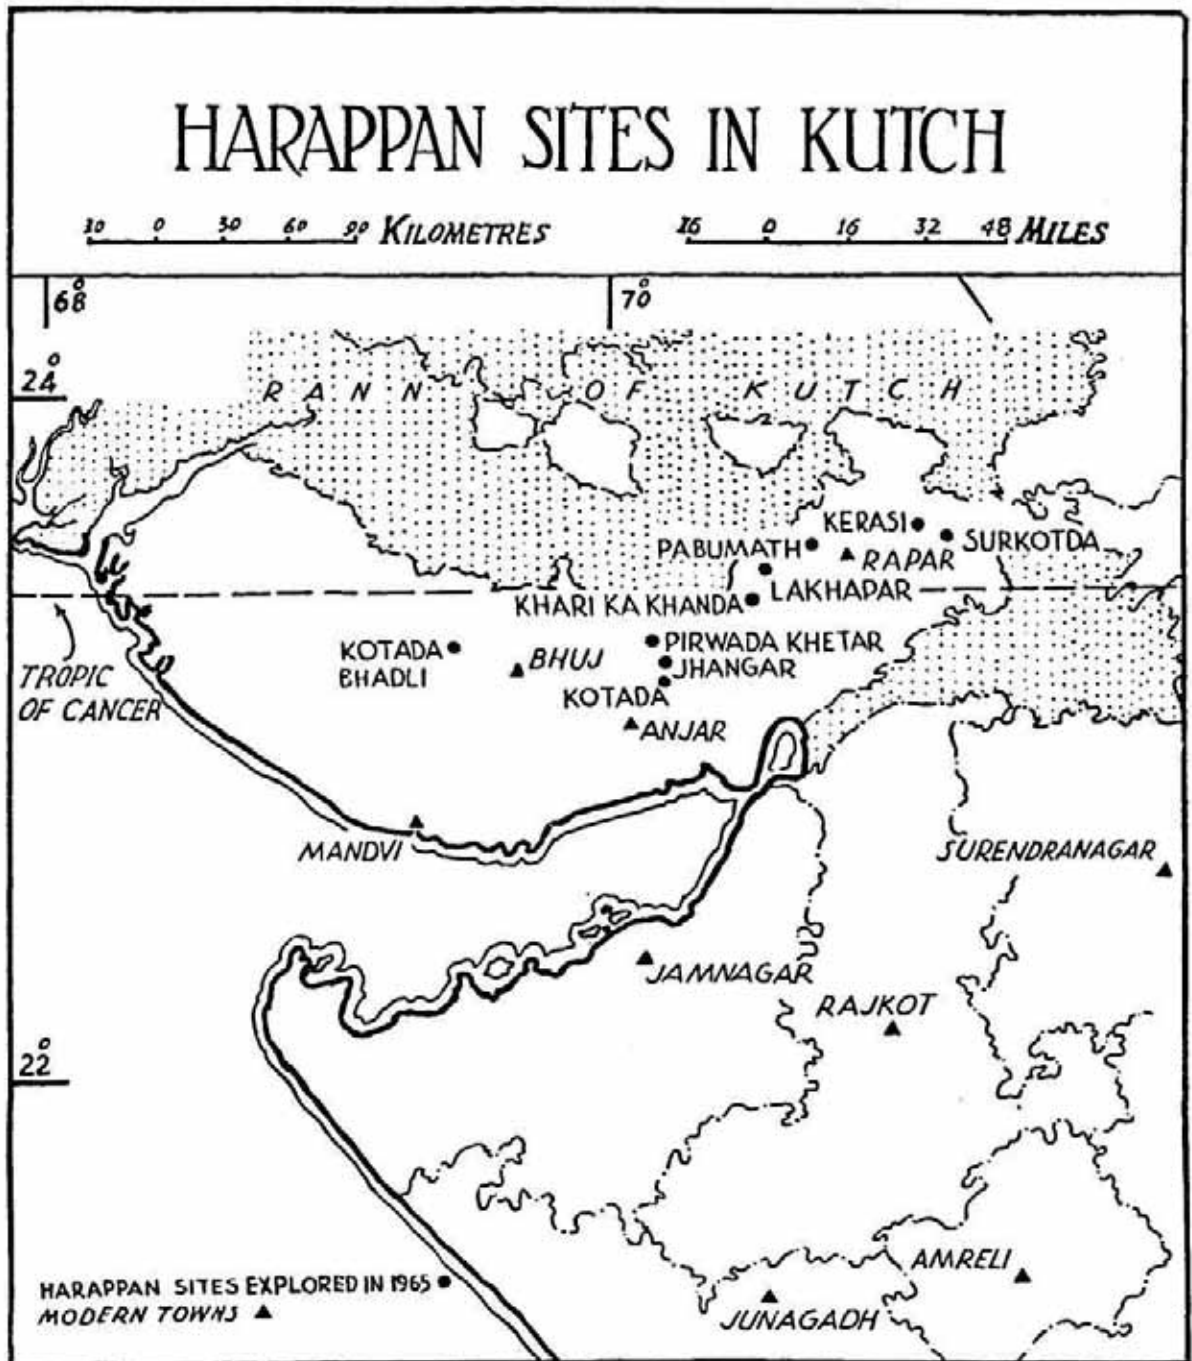 HARAPPAN SITES IN KUTCH
30 0 30 60 90 KILOMETRES
16 0 16 32 48 MILES
68°
70°
24°
RANN OF KUTCH
KERASI
SURKOTDA
PABUMATH
RAPAR
LAKHAPAR
KHARI KA KHANDA
TROPIC
OF CANCER
KOTADA
BHADLI
BHUJ
PIRWADA KHETAR
JHANGAR
KOTADA
ANJAR
MANDVI
SURENDRANAGAR
JAMNAGAR
RAJKOT
22°
AMRELI
JUNAGADH
HARAPPAN SITES EXPLORED IN 1965
MODERN TOWNS